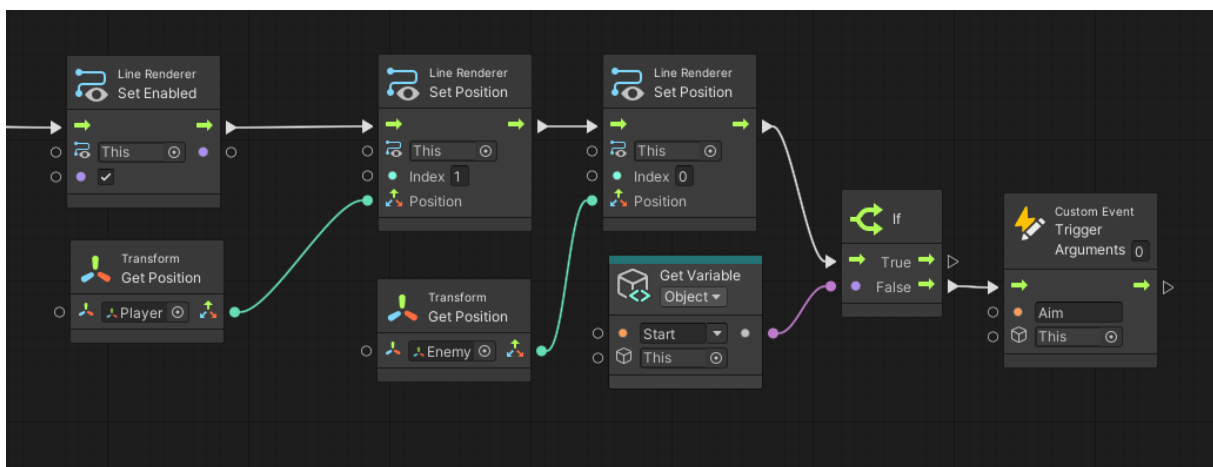 Line Renderer
Set Enabled
This
Transform
Get Position
Player
Line Renderer
Set Position
This
Index 1
Position
Transform
Get Position
Enemy
Line Renderer
Set Position
This
Index 0
Position
Get Variable
Object
Start
This
If
True
False
Custom Event
Trigger
Arguments 0
Aim
This